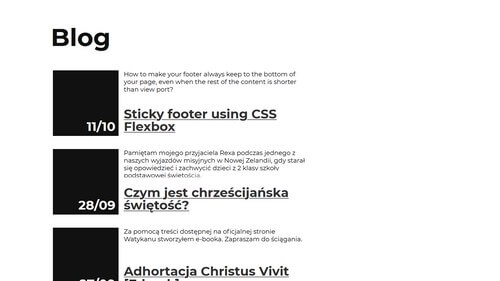 Blog
How to make your footer always keep to the bottom of
your page, even when the rest of the content is shorter
than view port?
11/10
Sticky footer using CSS
Flexbox
Pamiętam mojego przyjaciela Rexa podczas jednego z
naszych wyjazdów misyjnych w Nowej Zelandii, gdy starał
się opowiedzieć i zachwycić dzieci z 2 klasy szkoły
podstawowej świętością.
28/09
Czym jest chrześcijańska
świętość?
Za pomocą treści dostępnej na oficjalnej stronie
Watykanu stworzyłem e-booka. Zapraszam do ściągania.
Adhortacja Christus Vivit